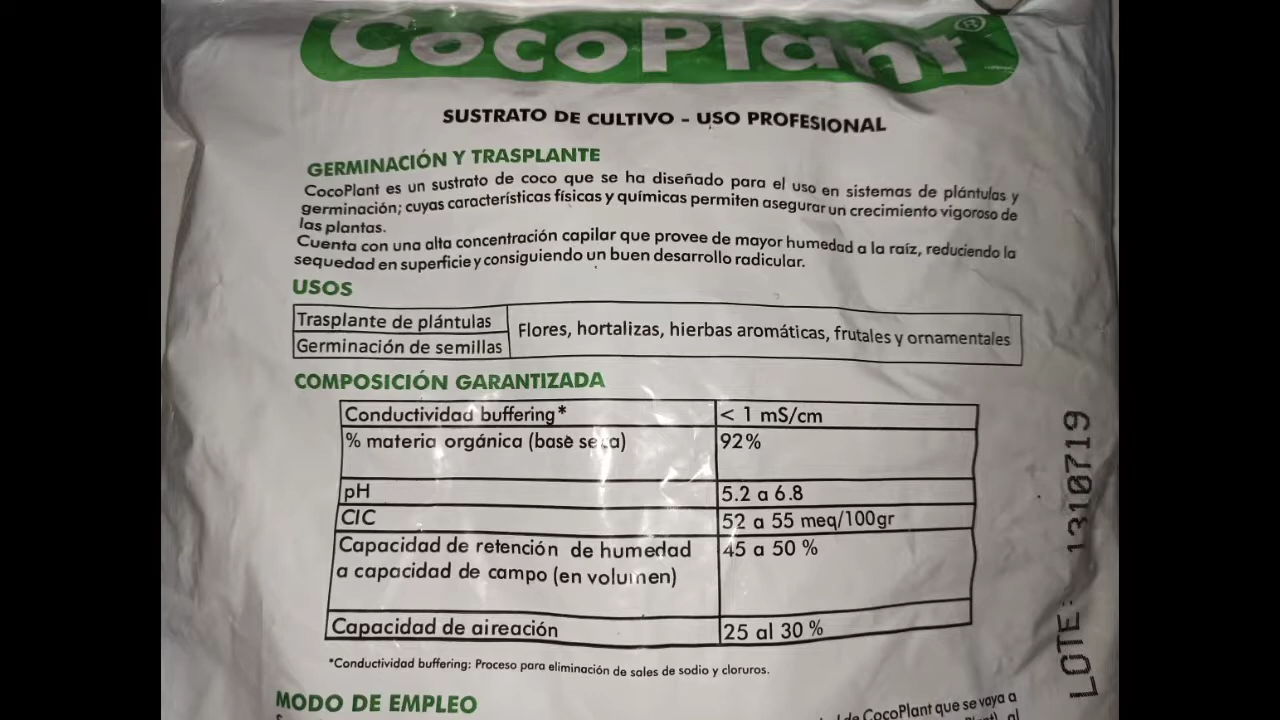 CocoPlant®
SUSTRATO DE CULTIVO - USO PROFESIONAL
GERMINACIÓN Y TRASPLANTE
CocoPlant es un sustrato de coco que se ha diseñado para el uso en sistemas de plántulas y
germinación; cuyas características físicas y químicas permiten asegurar un crecimiento vigoroso de
las plantas.
Cuenta con una alta concentración capilar que provee de mayor humedad a la raíz, reduciendo la
sequedad en superficie y consiguiendo un buen desarrollo radicular.
USOS
Trasplante de plántulas
Germinación de semillas
Flores, hortalizas, hierbas aromáticas, frutales y ornamentales
COMPOSICIÓN GARANTIZADA
Conductividad buffering* < 1 mS/cm
% materia orgánica (base seca) 92%
pH 5.2 a 6.8
CIC 52 a 55 meq/100gr
Capacidad de retención de humedad 45 a 50 %
a capacidad de campo (en volumen)
Capacidad de aireación 25 al 30 %
*Conductividad buffering: Proceso para eliminación de sales de sodio y cloruros.
MODO DE EMPLEO
de CocoPlant que se vaya a
al
LOTE: 1310719